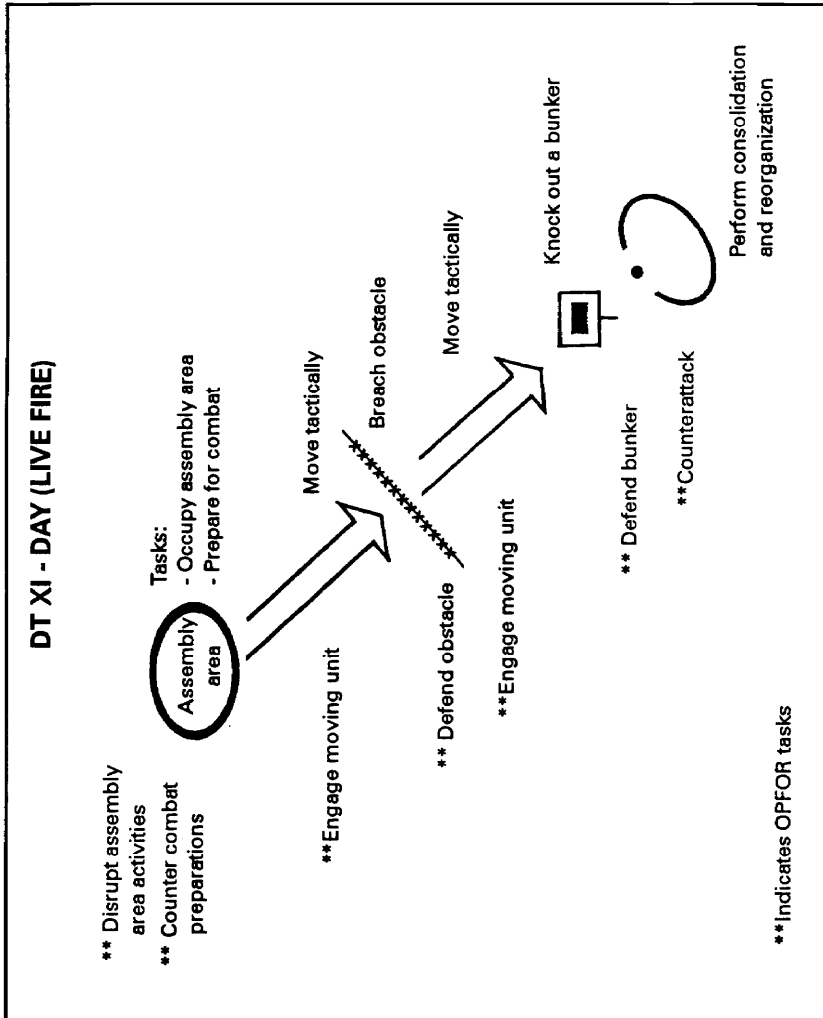 DT XI - DAY (LIVE FIRE)
** Disrupt assembly
area activities
** Counter combat
preparations
Assembly
area
Tasks:
- Occupy assembly area
- Prepare for combat
**Engage moving unit
Move tactically
** Defend obstacle
Breach obstacle
**Engage moving unit
Move tactically
** Defend bunker
Knock out a bunker
**Counterattack
Perform consolidation
and reorganization
**Indicates OPFOR tasks